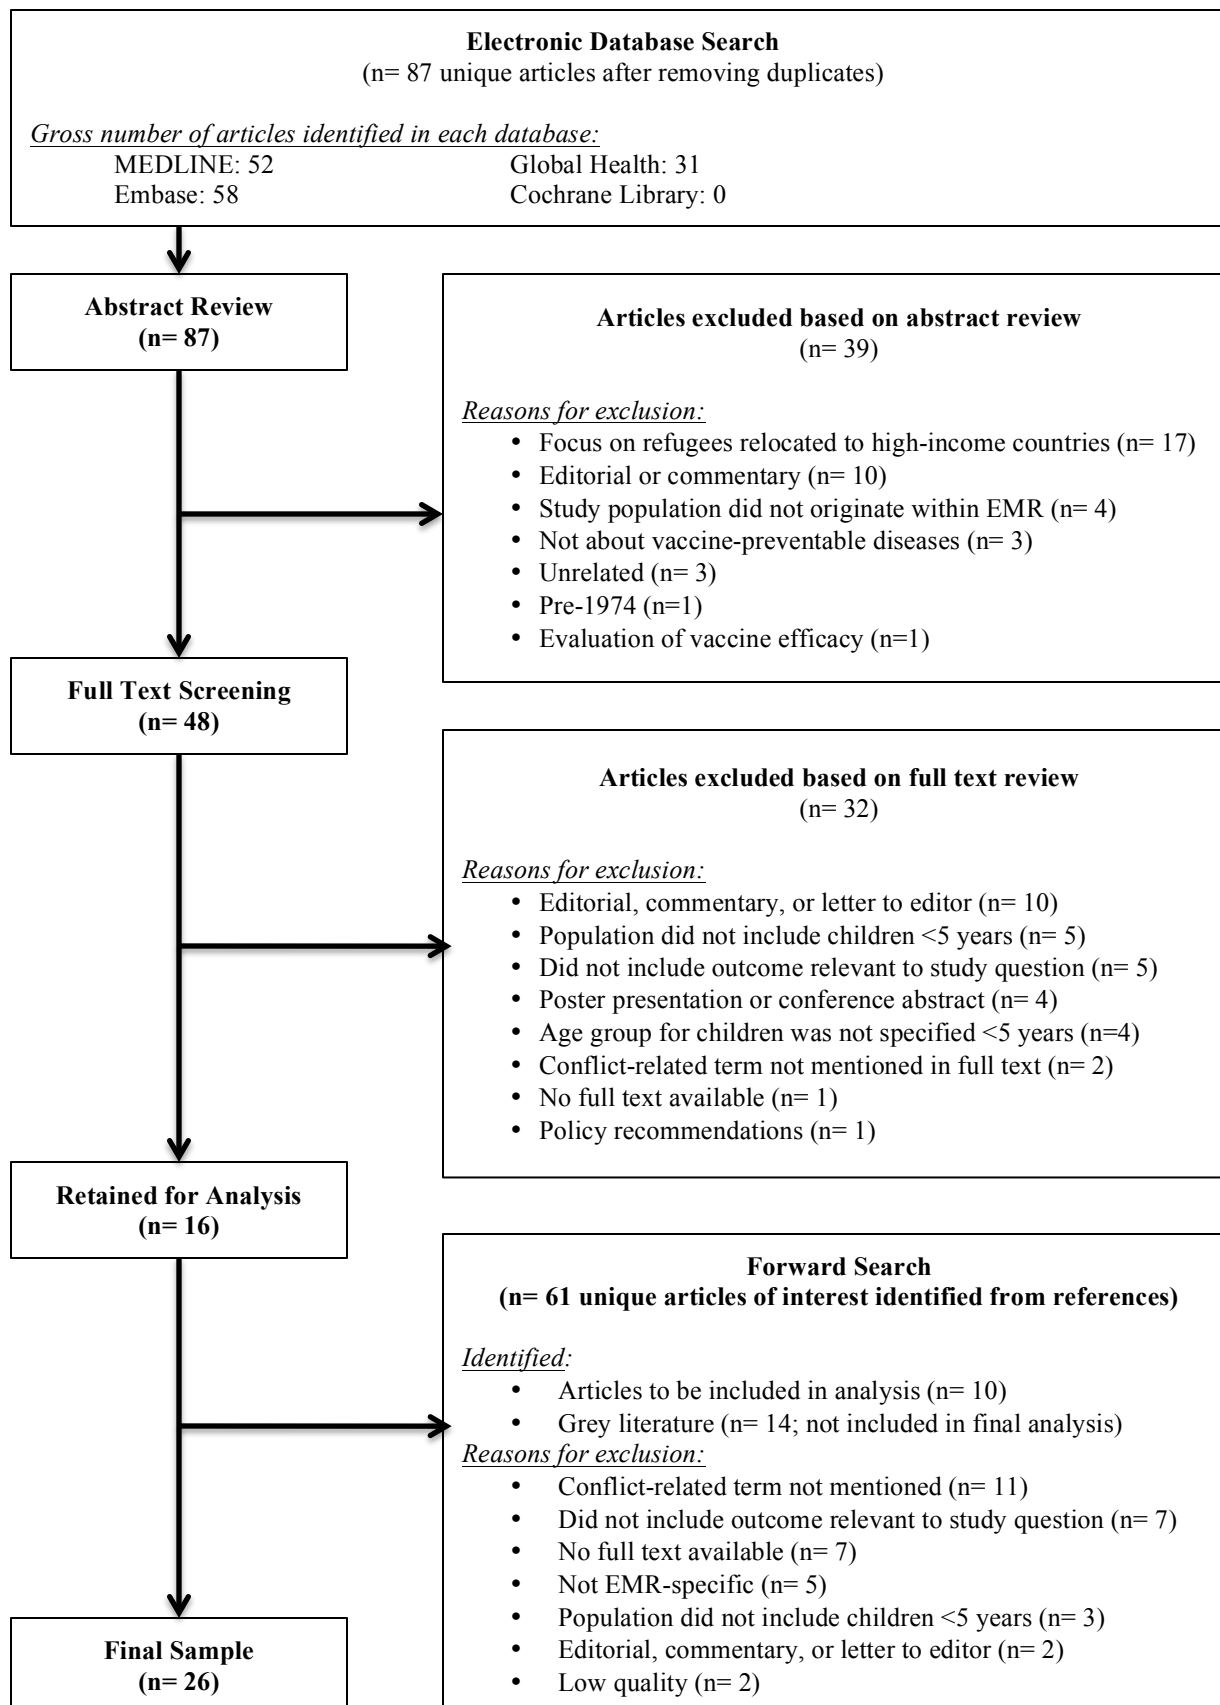 Electronic Database Search
(n= 87 unique articles after removing duplicates)
Gross number of articles identified in each database:
MEDLINE: 52 Global Health: 31
Embase: 58 Cochrane Library: 0
Abstract Review
(n= 87)
Articles excluded based on abstract review
(n= 39)
Reasons for exclusion:
• Focus on refugees relocated to high-income countries (n= 17)
• Editorial or commentary (n= 10)
• Study population did not originate within EMR (n= 4)
• Not about vaccine-preventable diseases (n= 3)
• Unrelated (n= 3)
• Pre-1974 (n=1)
• Evaluation of vaccine efficacy (n=1)
Full Text Screening
(n= 48)
Articles excluded based on full text review
(n= 32)
Reasons for exclusion:
• Editorial, commentary, or letter to editor (n= 10)
• Population did not include children <5 years (n= 5)
• Did not include outcome relevant to study question (n= 5)
• Poster presentation or conference abstract (n= 4)
• Age group for children was not specified <5 years (n=4)
• Conflict-related term not mentioned in full text (n= 2)
• No full text available (n= 1)
• Policy recommendations (n= 1)
Retained for Analysis
(n= 16)
Forward Search
(n= 61 unique articles of interest identified from references)
Identified:
• Articles to be included in analysis (n= 10)
• Grey literature (n= 14; not included in final analysis)
Reasons for exclusion:
• Conflict-related term not mentioned (n= 11)
• Did not include outcome relevant to study question (n= 7)
• No full text available (n= 7)
• Not EMR-specific (n= 5)
• Population did not include children <5 years (n= 3)
• Editorial, commentary, or letter to editor (n= 2)
• Low quality (n= 2)
Final Sample
(n= 26)